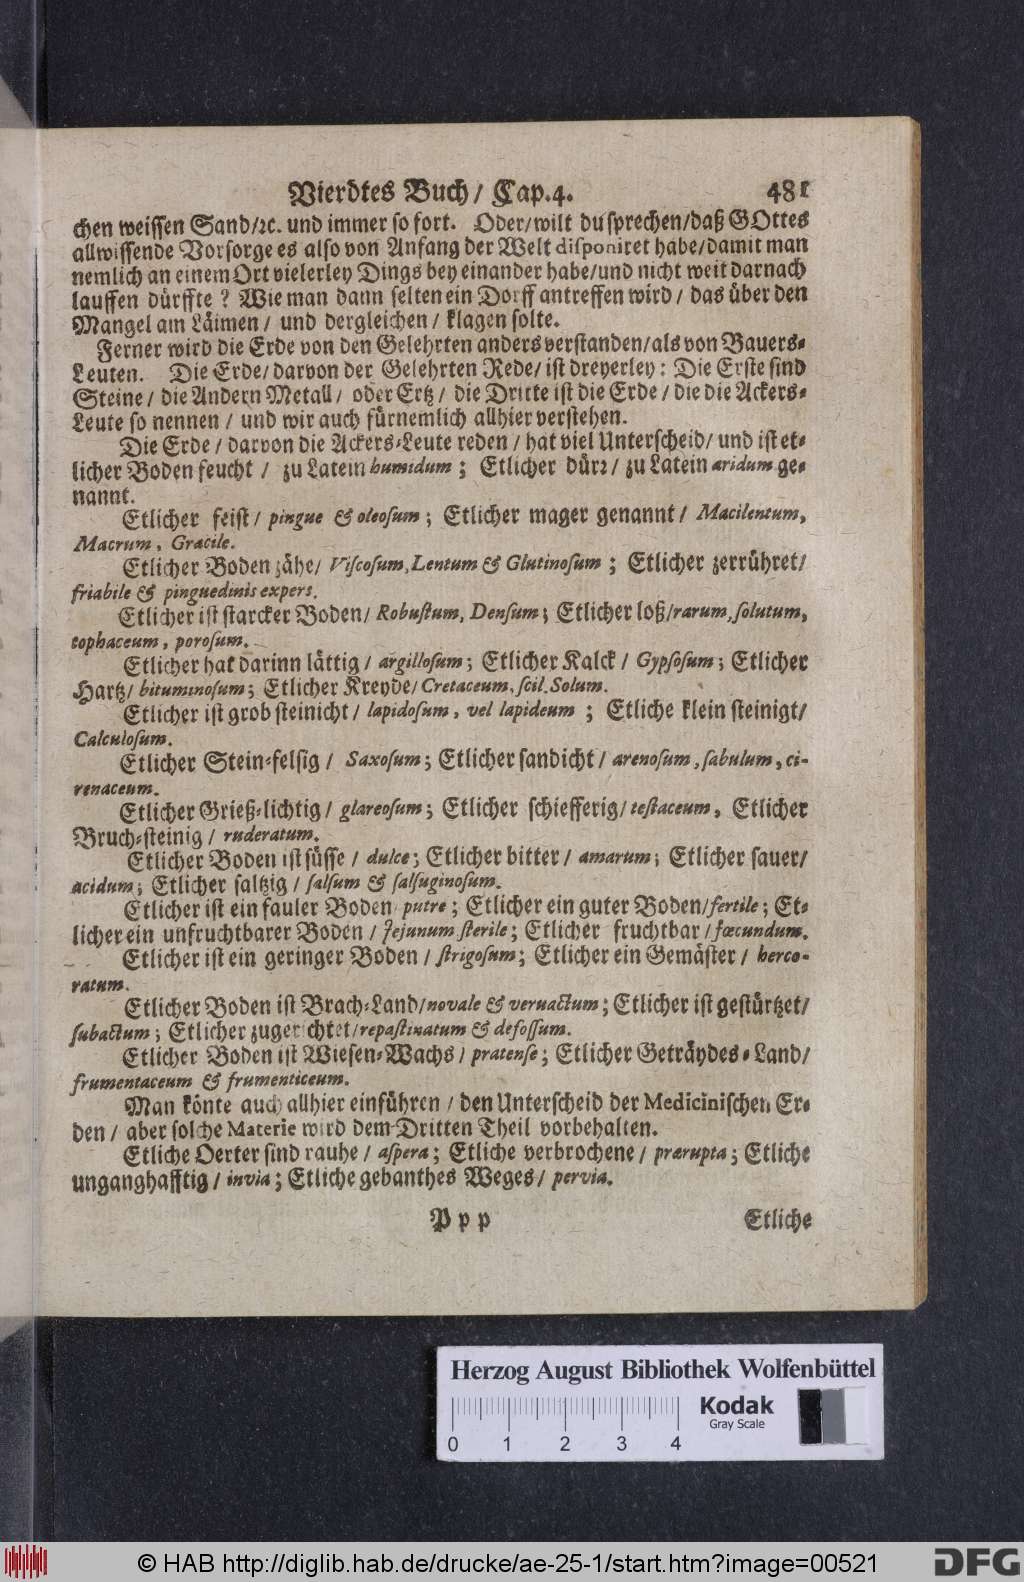 Vierdtes Buch / Cap. 4. 481
chen weissen Sand/ꝛc. und immer so fort. Oder/wilt du sprechen/daß GOttes
allwissende Vorsorge es also von Anfang der Welt disponiret habe/damit man
nemlich an einem Ort vielerley Dings bey einander habe/und nicht weit darnach
lauffen dürffte ? Wie man dann selten ein Dorff antreffen wird / das über den
Mangel am Läimen / und dergleichen / klagen solte.
Ferner wird die Erde von den Gelehrten anders verstanden/als von Bauers-
Leuten. Die Erde/darvon der Gelehrten Rede/ist dreyerley: Die Erste sind
Steine / die Andern Metall / oder Ertz / die Dritte ist die Erde / die die Ackers-
Leute so nennen / und wir auch fürnemlich allhier verstehen.
Die Erde / darvon die Ackers-Leute reden / hat viel Unterscheid/ und ist et-
licher Boden feucht / zu Latein humidum ; Etlicher dürꝛ / zu Latein aridum ge-
nannt.
Etlicher feist / pingue & oleosum ; Etlicher mager genannt / Macilentum,
Macrum, Gracile.
Etlicher Boden zähe/ Viscosum, Lentum & Glutinosum ; Etlicher zerrühret/
friabile & pinguedinis expers.
Etlicher ist starcker Boden/ Robustum, Densum ; Etlicher loß/rarum, solutum,
tophaceum, porosum.
Etlicher hat darinn lättig / argillosum ; Etlicher Kalck / Gypsosum ; Etlicher
Hartz/ bituminosum ; Etlicher Kreyde/ Cretaceum, scil. Solum.
Etlicher ist grob steinicht / lapidosum, vel lapideum ; Etliche klein steinigt/
Calculosum.
Etlicher Stein-felsig / Saxosum ; Etlicher sandicht / arenosum, sabulum, ci-
renaceum.
Etlicher Grieß-lichtig / glareosum ; Etlicher schiefferig/ testaceum, Etlicher
Bruch-steinig / ruderatum.
Etlicher Boden ist süsse / dulce ; Etlicher bitter / amarum ; Etlicher sauer/
acidum ; Etlicher saltzig / salsum & salsuginosum.
Etlicher ist ein fauler Boden/ putre ; Etlicher ein guter Boden/fertile ; Et-
licher ein unfruchtbarer Boden / Jejunum sterile ; Etlicher fruchtbar / fœcundum.
Etlicher ist ein geringer Boden / strigosum ; Etlicher ein Gemäster / herco-
ratum.
Etlicher Boden ist Brach-Land/novale & veruactum ; Etlicher ist gestürtzet/
subactum ; Etlicher zugerichtet/repastinatum & defossum.
Etlicher Boden ist Wiesen-Wachs / pratense ; Etlicher Geträydes-Land/
frumentaceum & frumenticeum.
Man könte auch allhier einführen / den Unterscheid der Medicinischen Er-
den / aber solche Materie wird dem Dritten Theil vorbehalten.
Etliche Oerter sind rauhe / aspera ; Etliche verbrochene / prærupta ; Etliche
unganghafftig / invia ; Etliche gebanthes Weges / pervia.
P p p Etliche
Herzog August Bibliothek Wolfenbüttel
Kodak
Gray Scale
0 1 2 3 4
© HAB http://diglib.hab.de/drucke/ae-25-1/start.htm?image=00521
DFG